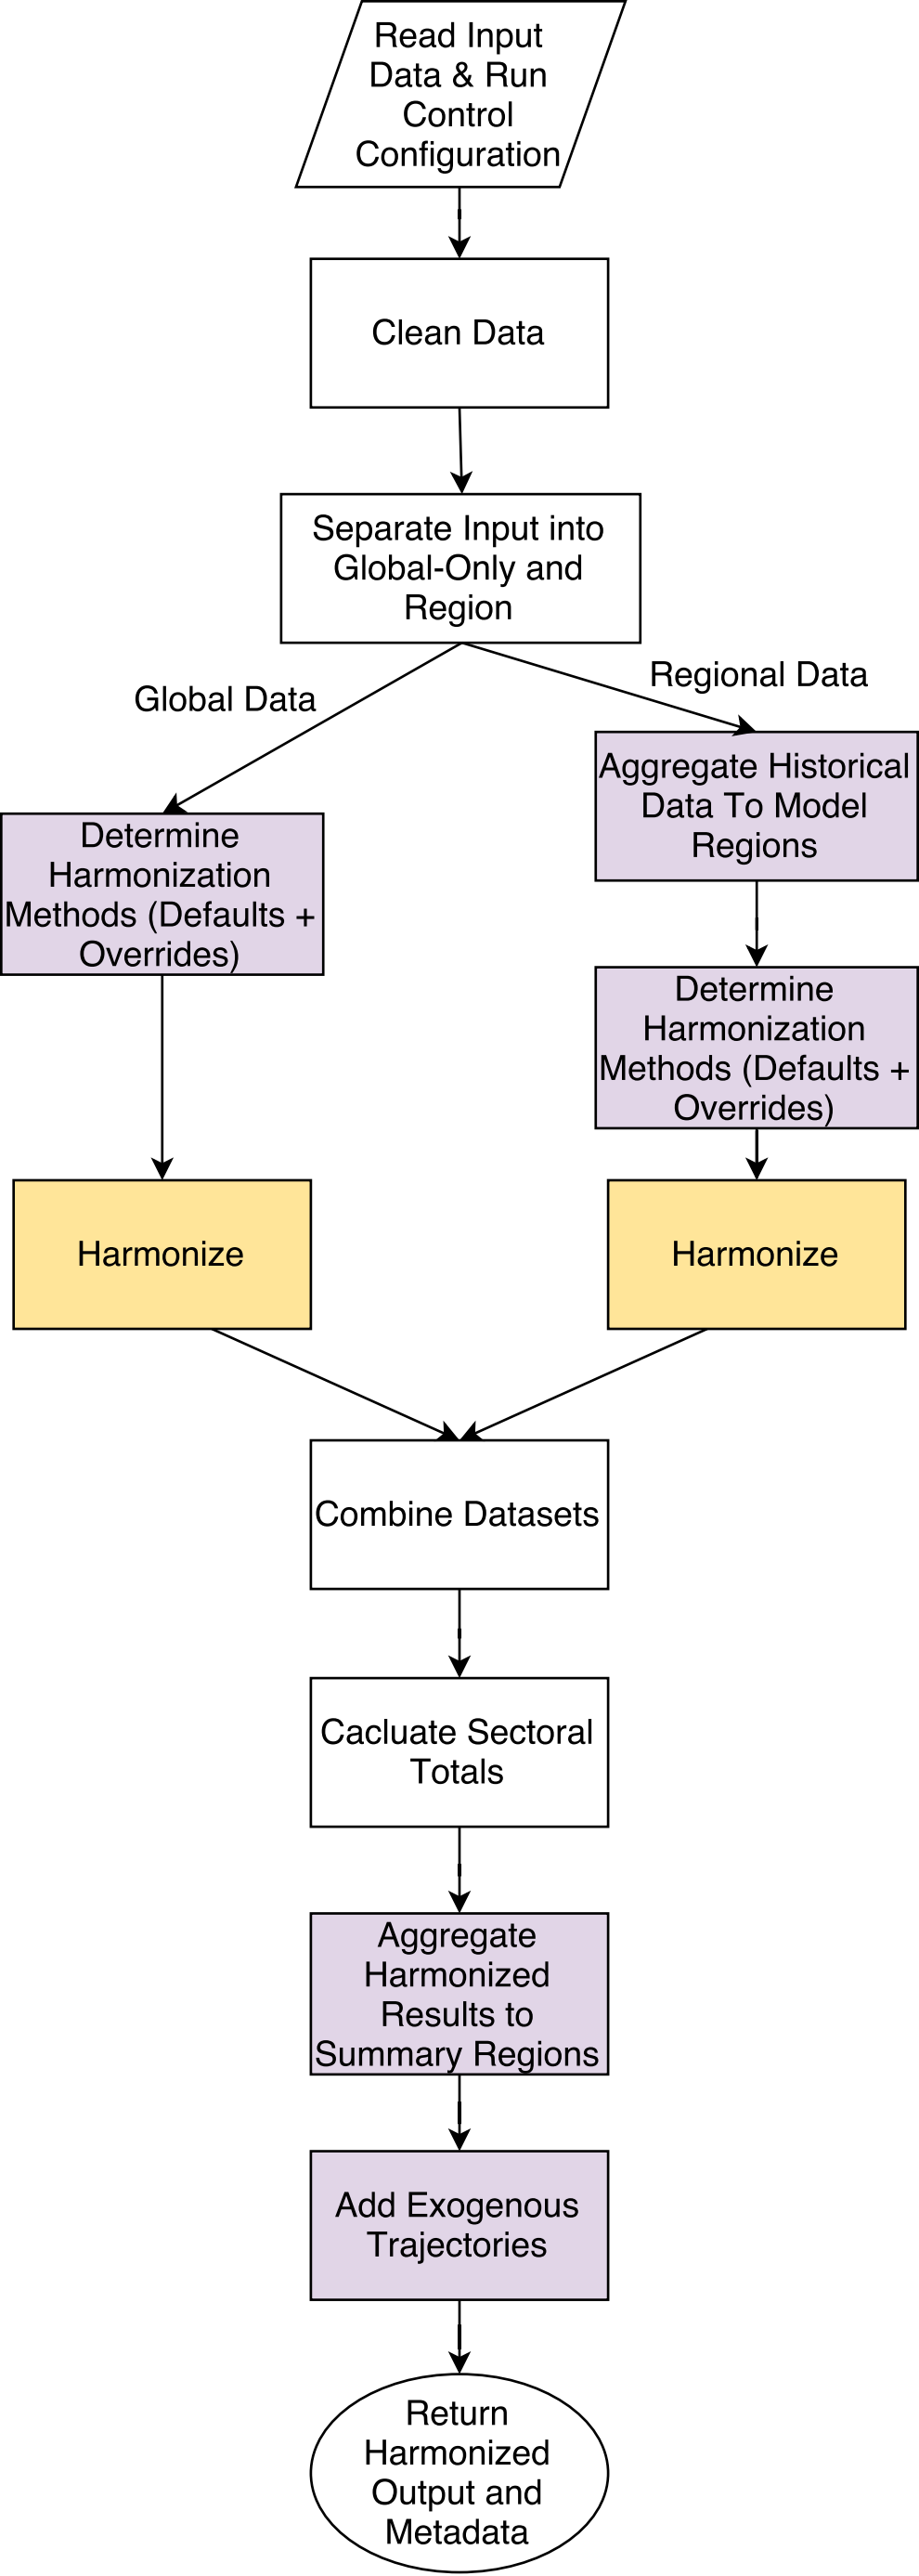 Read Input
Data & Run
Control
Configuration
Clean Data
Separate Input into
Global-Only and
Region
Global Data
Regional Data
Aggregate Historical
Data To Model
Regions
Determine
Harmonization
Methods (Defaults +
Overrides)
Determine
Harmonization
Methods (Defaults +
Overrides)
Harmonize
Harmonize
Combine Datasets
Cacluate Sectoral
Totals
Aggregate
Harmonized
Results to
Summary Regions
Add Exogenous
Trajectories
Return
Harmonized
Output and
Metadata